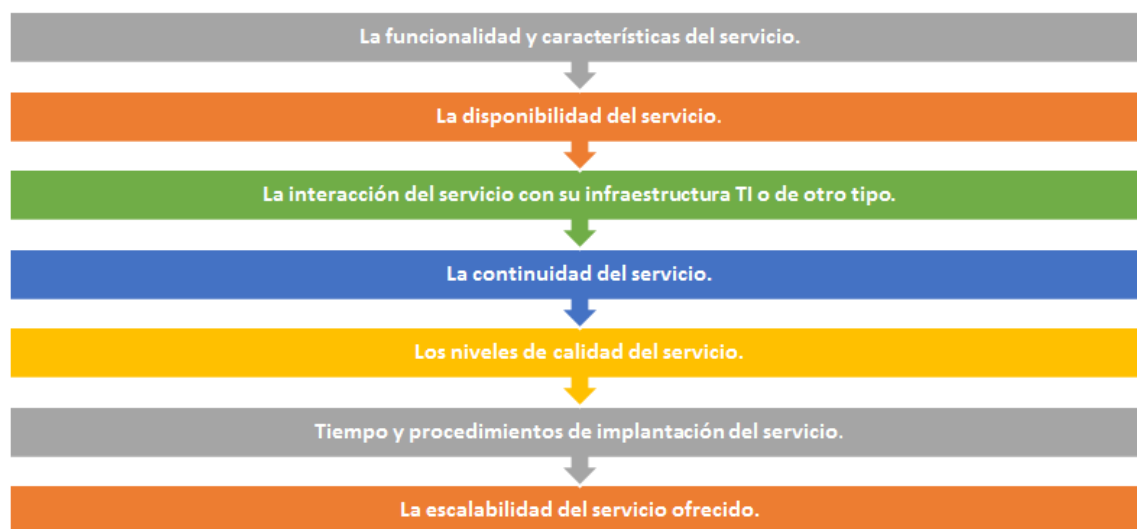 La funcionalidad y características del servicio.
La disponibilidad del servicio.
La interacción del servicio con su infraestructura TI o de otro tipo.
La continuidad del servicio.
Los niveles de calidad del servicio.
Tiempo y procedimientos de implantación del servicio.
La escalabilidad del servicio ofrecido.